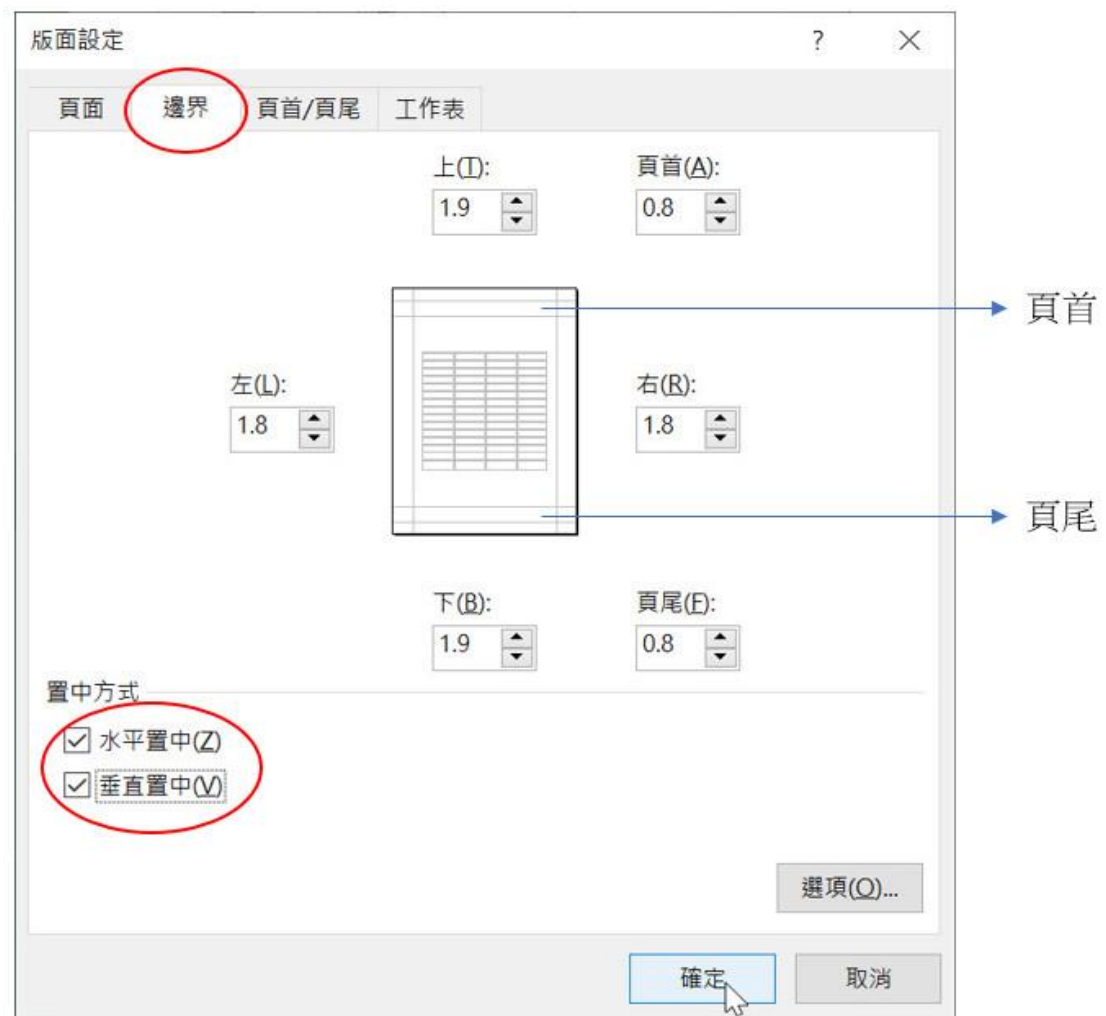 版面設定 ?
頁面 邊界 頁首/頁尾 工作表
上(T): 頁首(A):
1.9 0.8
頁首
左(L): 右(R):
1.8 1.8
頁尾
下(B): 頁尾(F):
1.9 0.8
置中方式
水平置中(Z)
垂直置中(V)
選項(O)...
確定 取消